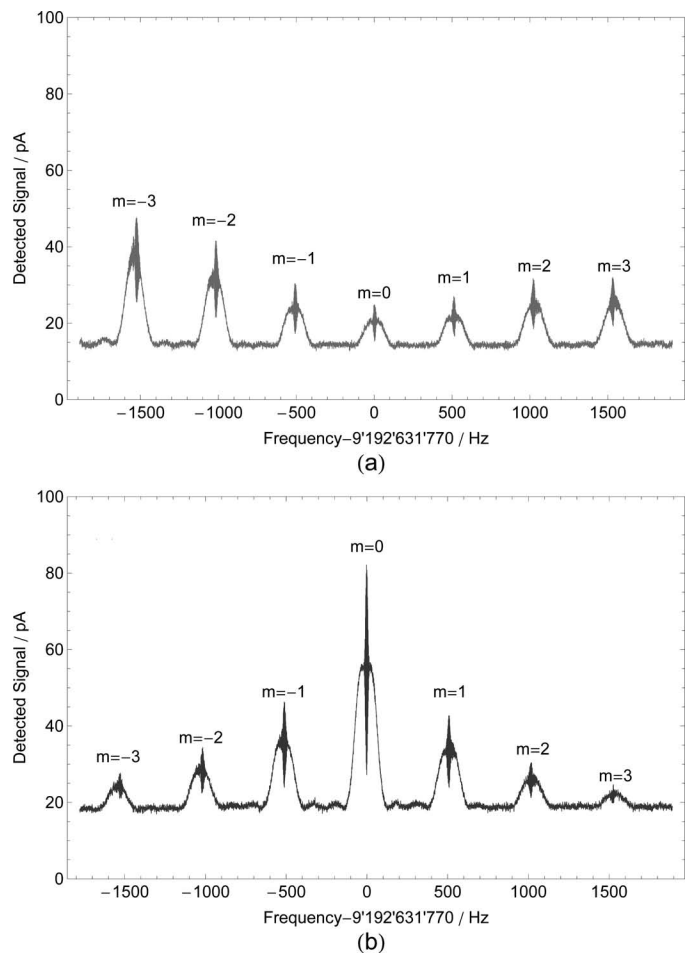 100
80
60
40
20
0
Detected Signal / pA
m=−3
m=−2
m=−1
m=0
m=1
m=2
m=3
−1500 −1000 −500 0 500 1000 1500
Frequency−9'192'631'770 / Hz
(a)
100
80
60
40
20
0
Detected Signal / pA
m=0
m=−1
m=1
m=−2
m=2
m=−3
m=3
−1500 −1000 −500 0 500 1000 1500
Frequency−9'192'631'770 / Hz
(b)